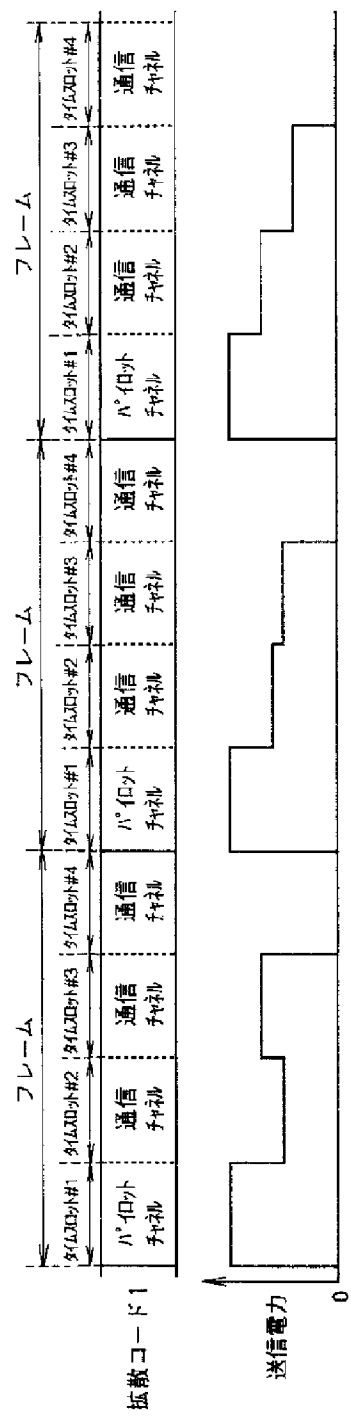 フレーム
フレーム
フレーム
タイムスロット#1
タイムスロット#2
タイムスロット#3
タイムスロット#4
タイムスロット#1
タイムスロット#2
タイムスロット#3
タイムスロット#4
タイムスロット#1
タイムスロット#2
タイムスロット#3
タイムスロット#4
拡散コード1
パイロット
チャネル
通信
チャネル
通信
チャネル
通信
チャネル
パイロット
チャネル
通信
チャネル
通信
チャネル
通信
チャネル
パイロット
チャネル
通信
チャネル
通信
チャネル
通信
チャネル
送信電力
0